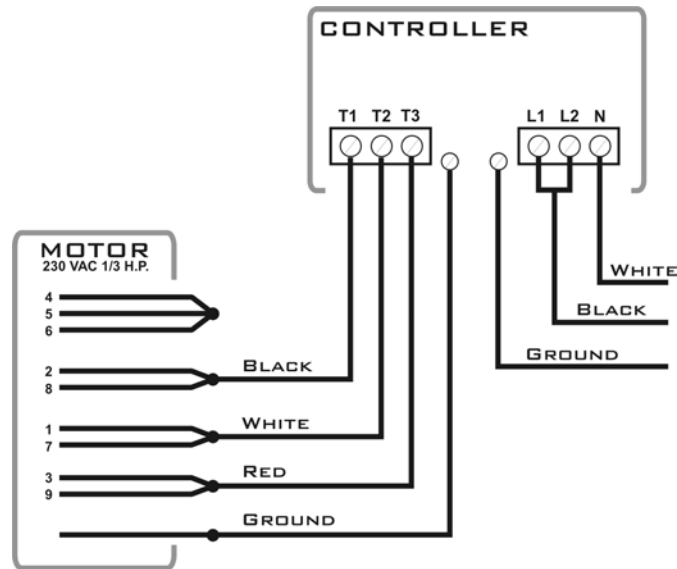 CONTROLLER
T1 T2 T3
L1 L2 N
WHITE
BLACK
GROUND
MOTOR
230 VAC 1/3 H.P.
4
5
6
2
8
BLACK
1
7
WHITE
3
9
RED
GROUND